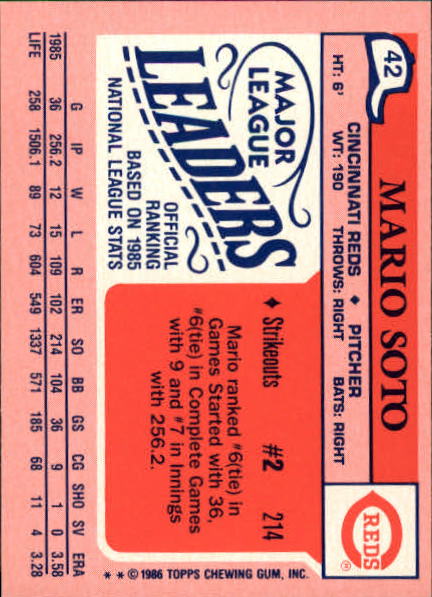 42
MARIO SOTO
REDS
®
CINCINNATI REDS ♦ PITCHER
HT: 6' WT: 190 THROWS: RIGHT BATS: RIGHT
MAJOR
LEAGUE
LEADERS
OFFICIAL
RANKING
BASED ON 1985
NATIONAL LEAGUE STATS
♦ Strikeouts #2 214
Mario ranked #6(tie) in
Games Started with 36,
#6(tie) in Complete Games
with 9 and #7 in Innings
with 256.2.
* * © 1986 TOPPS CHEWING GUM, INC.
G IP W L R ER SO BB GS CG SHO SV ERA
1985 36 256.2 12 15 109 102 214 104 36 9 1 0 3.58
LIFE 258 1506.1 89 73 604 549 1337 571 185 68 11 4 3.28